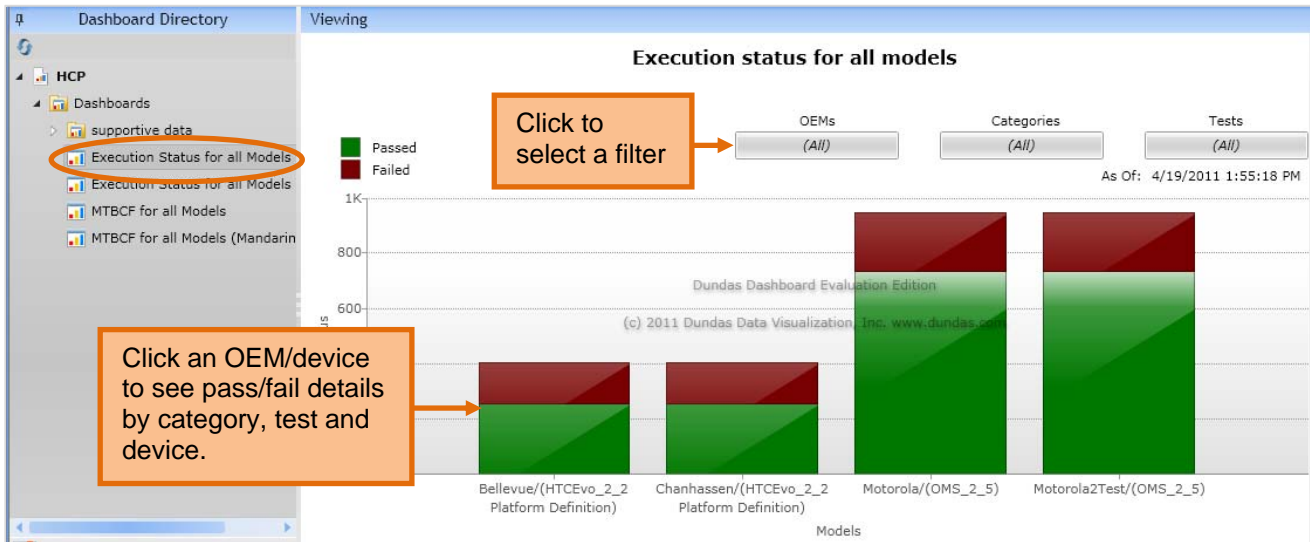 Dashboard Directory
Viewing
HCP
Dashboards
supportive data
Execution Status for all Models
Execution Status for all Models
MTBCF for all Models
MTBCF for all Models (Mandarin
Execution status for all models
Click to
select a filter
OEMs
(All)
Categories
(All)
Tests
(All)
Passed
Failed
As Of: 4/19/2011 1:55:18 PM
1K
800
600
Dundas Dashboard Evaluation Edition
(c) 2011 Dundas Data Visualization, Inc. www.dundas.com
Click an OEM/device
to see pass/fail details
by category, test and
device.
Bellevue/(HTCEvo_2_2
Platform Definition)
Chanhassen/(HTCEvo_2_2
Platform Definition)
Motorola/(OMS_2_5)
Motorola2Test/(OMS_2_5)
Models